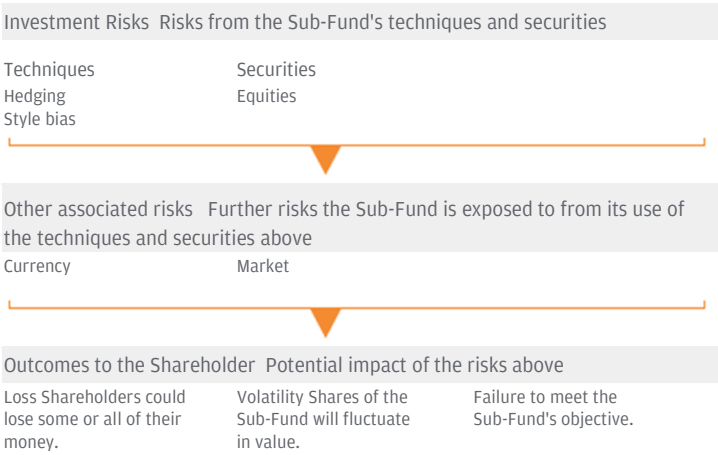 Investment Risks Risks from the Sub-Fund's techniques and securities
Techniques Securities
Hedging Equities
Style bias
Other associated risks Further risks the Sub-Fund is exposed to from its use of
the techniques and securities above
Currency Market
Outcomes to the Shareholder Potential impact of the risks above
Loss Shareholders could
lose some or all of their
money.
Volatility Shares of the
Sub-Fund will fluctuate
in value.
Failure to meet the
Sub-Fund's objective.